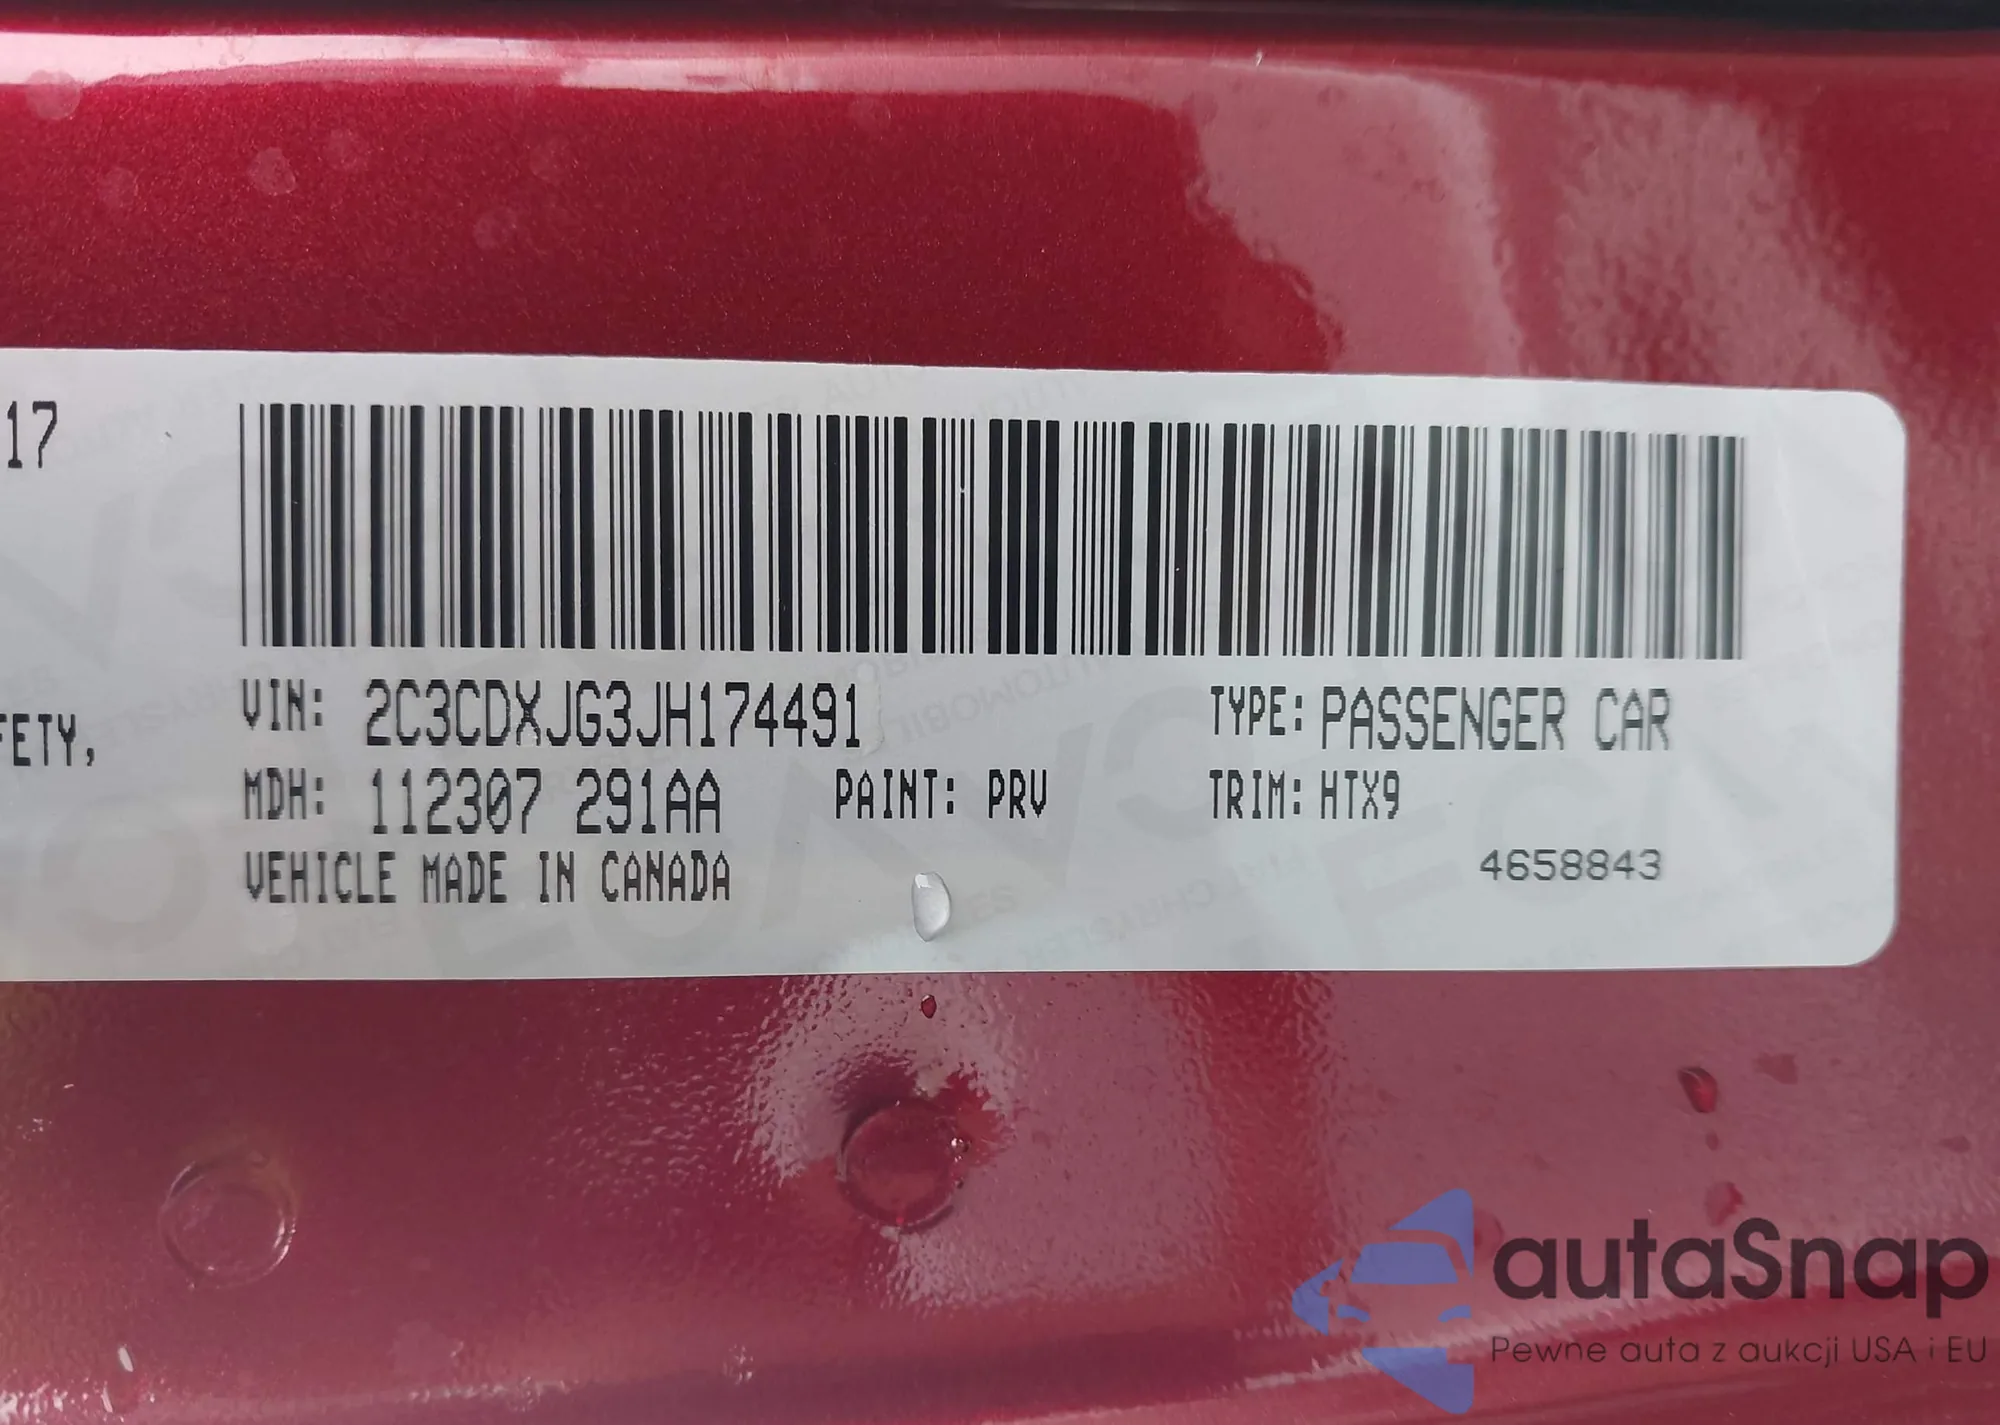 17
FETY,
VIN: 2C3CDXJG3JH174491
TYPE: PASSENGER CAR
MDH: 112307 291AA
PAINT: PRV
TRIM: HTX9
VEHICLE MADE IN CANADA
4658843
autaSnap
Pewne auta z aukcji USA i EU